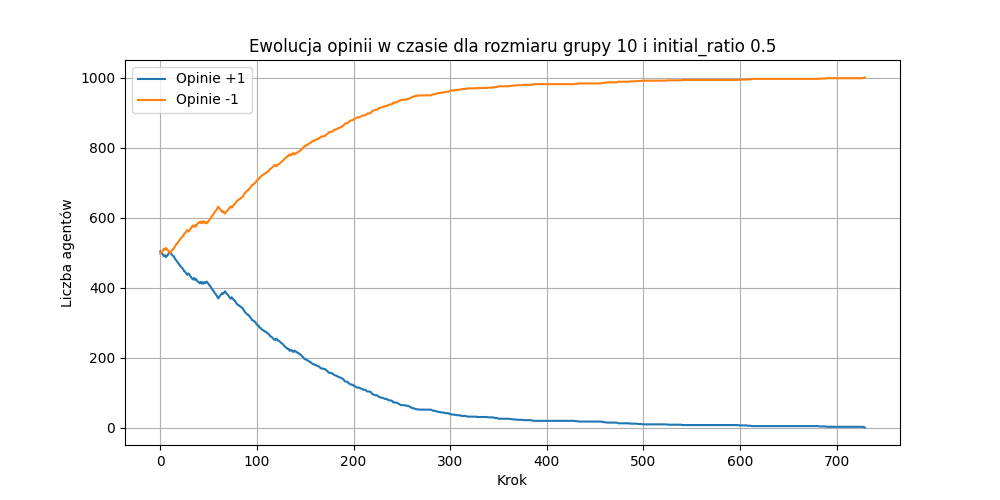 Ewolucja opinii w czasie dla rozmiaru grupy 10 i initial_ratio 0.5
Opinie +1
Opinie -1
Liczba agentów
1000
800
600
400
200
0
0 100 200 300 400 500 600 700
Krok